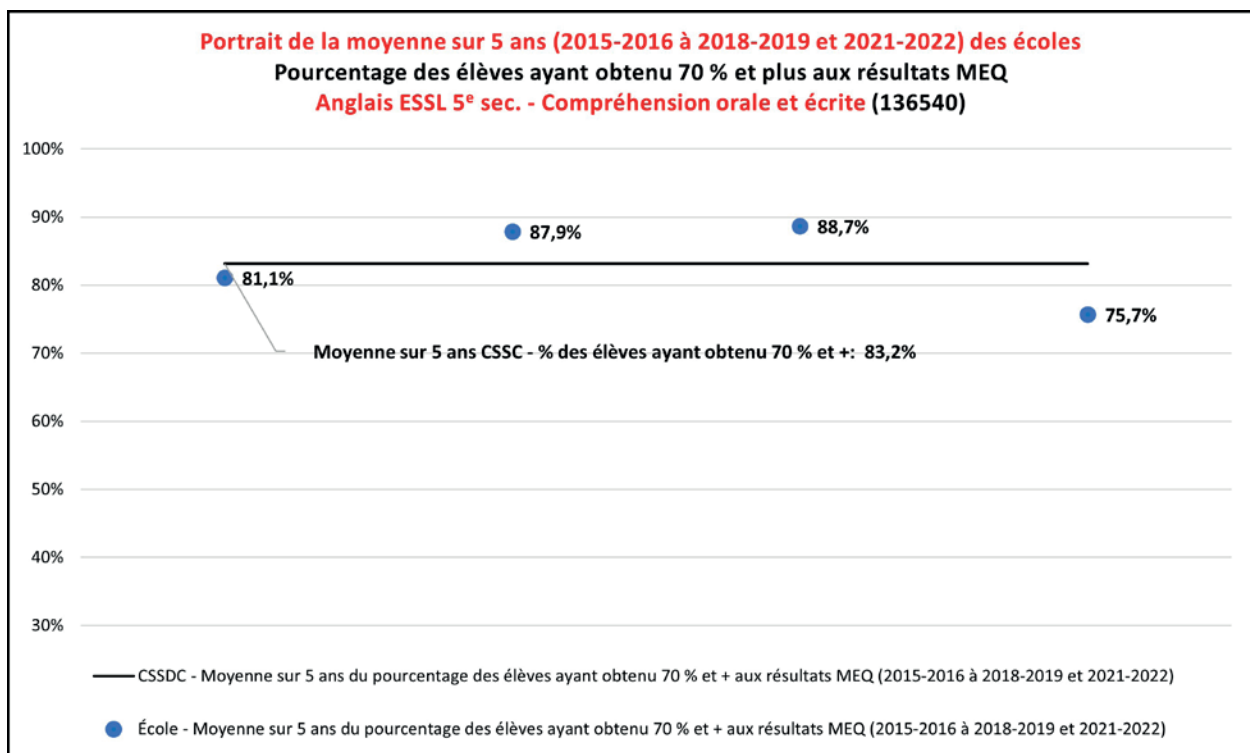 Portrait de la moyenne sur 5 ans (2015-2016 à 2018-2019 et 2021-2022) des écoles
Pourcentage des élèves ayant obtenu 70 % et plus aux résultats MEQ
Anglais ESSL 5e sec. - Compréhension orale et écrite (136540)
100%
90%
87,9%
88,7%
80%
81,1%
75,7%
70%
Moyenne sur 5 ans CSSC - % des élèves ayant obtenu 70 % et +: 83,2%
60%
50%
40%
30%
CSSDC - Moyenne sur 5 ans du pourcentage des élèves ayant obtenu 70 % et + aux résultats MEQ (2015-2016 à 2018-2019 et 2021-2022)
École - Moyenne sur 5 ans du pourcentage des élèves ayant obtenu 70 % et + aux résultats MEQ (2015-2016 à 2018-2019 et 2021-2022)